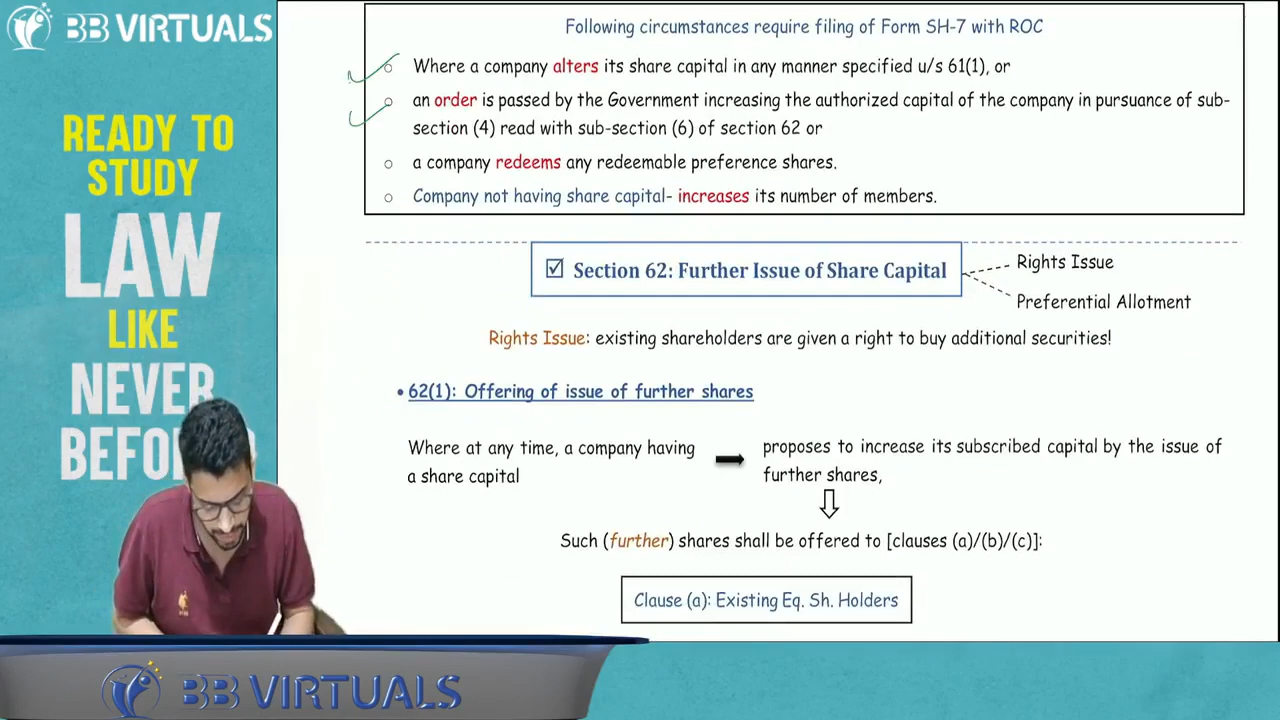 BB VIRTUALS
READY TO
STUDY
LAW
LIKE
NEVER
BEFO
Following circumstances require filing of Form SH-7 with ROC
o Where a company alters its share capital in any manner specified u/s 61(1), or
o an order is passed by the Government increasing the authorized capital of the company in pursuance of sub-
section (4) read with sub-section (6) of section 62 or
o a company redeems any redeemable preference shares.
o Company not having share capital- increases its number of members.
☑ Section 62: Further Issue of Share Capital
Rights Issue
Preferential Allotment
Rights Issue: existing shareholders are given a right to buy additional securities!
• 62(1): Offering of issue of further shares
Where at any time, a company having
a share capital
proposes to increase its subscribed capital by the issue of
further shares,
Such (further) shares shall be offered to [clauses (a)/(b)/(c)]:
Clause (a): Existing Eq. Sh. Holders
BB VIRTUALS